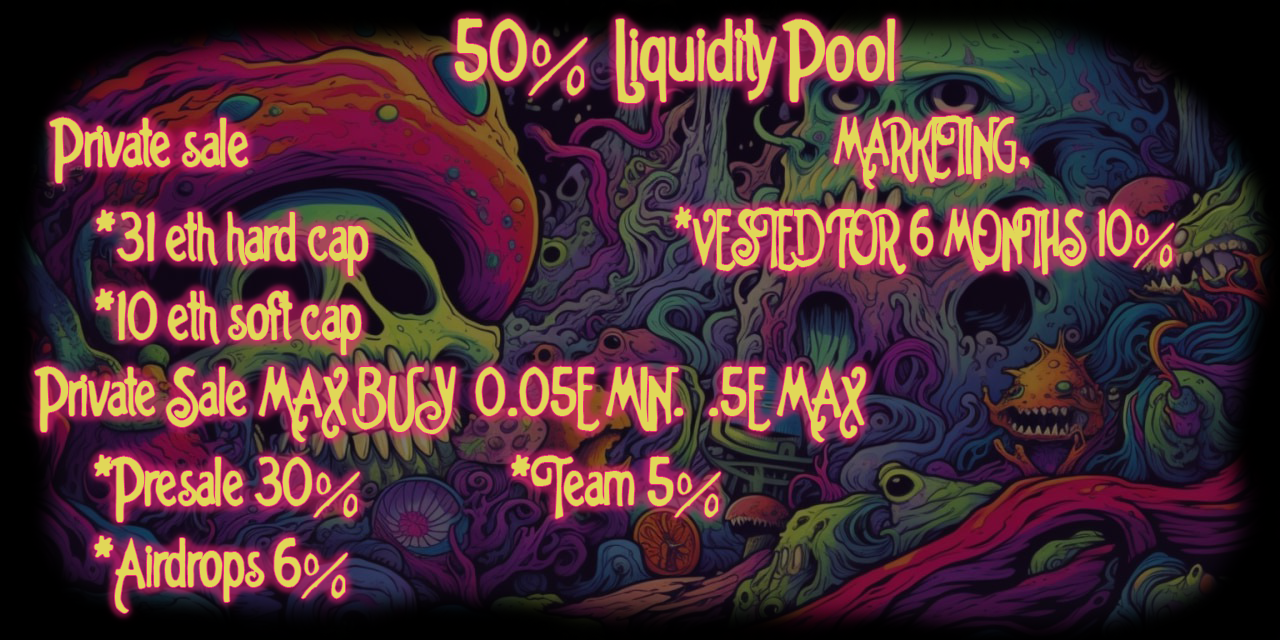 50% Liquidity Pool
Private sale
*31 eth hard cap
*10 eth soft cap
MARKETING,
*VESTED FOR 6 MONTHS 10%
Private Sale MAX BUY 0.05E MIN. .5E MAX
*Presale 30%
*Team 5%
*Airdrops 6%